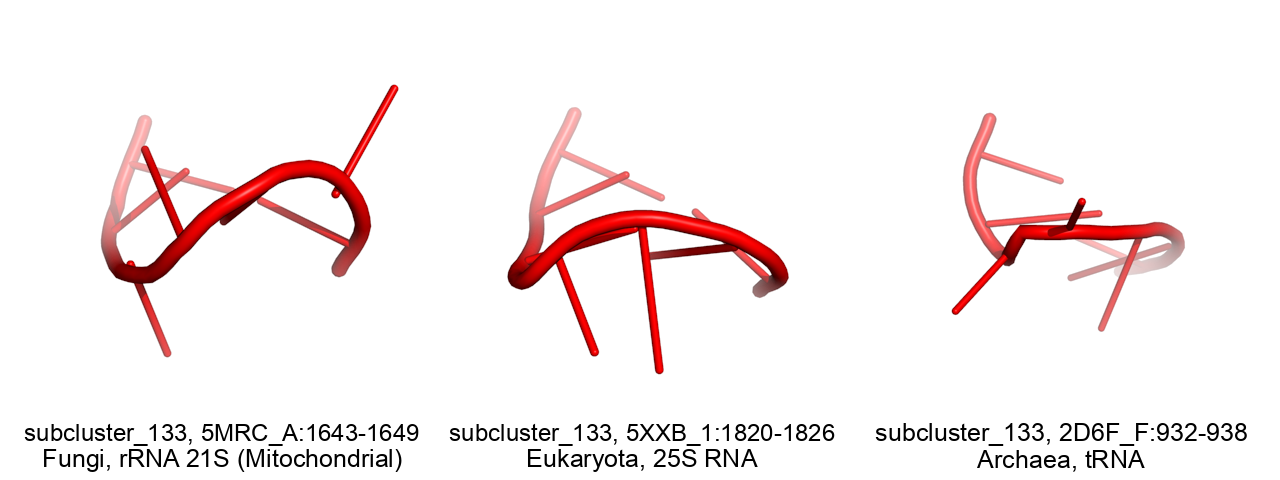 subcluster_133, 5MRC_A:1643-1649
Fungi, rRNA 21S (Mitochondrial)
subcluster_133, 5XXB_1:1820-1826
Eukaryota, 25S RNA
subcluster_133, 2D6F_F:932-938
Archaea, tRNA